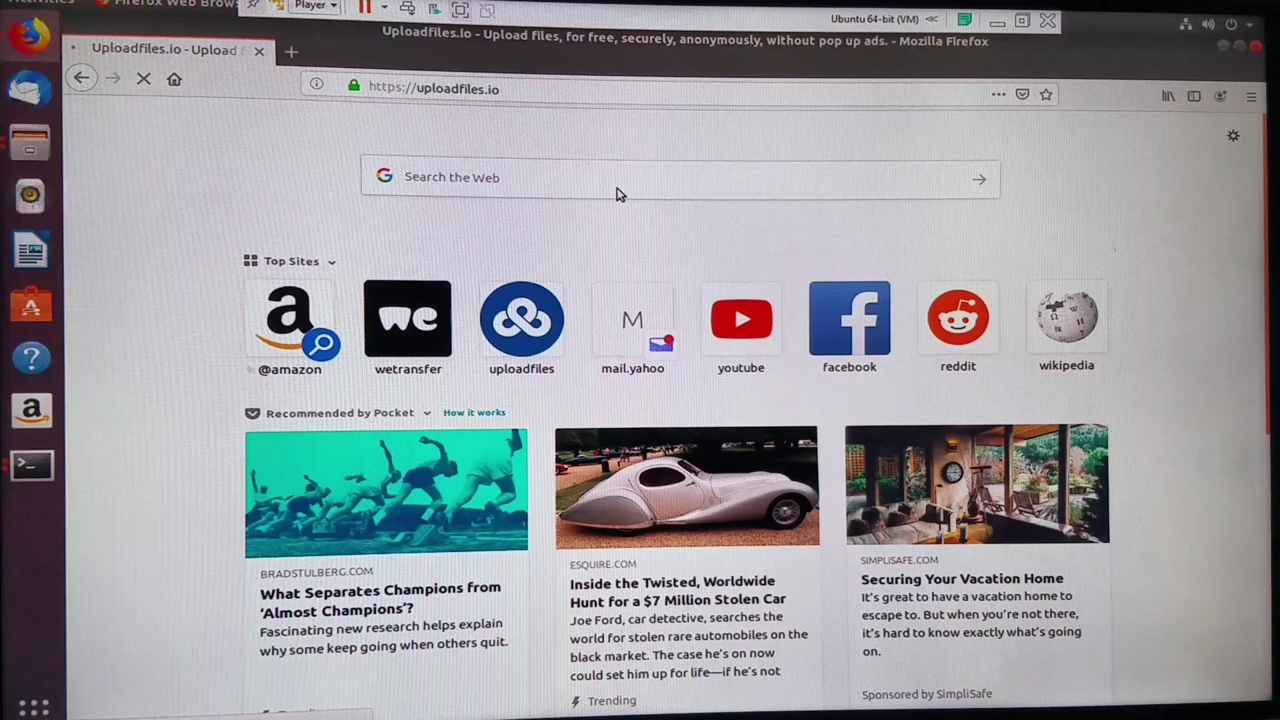 Player
Ubuntu 64-bit (VM)
Uploadfiles.io - Upload files, for free, securely, anonymously, without pop up ads. - Mozilla Firefox
Uploadfiles.io - Upload f
https://uploadfiles.io
Search the Web
Top Sites
@amazon
wetransfer
uploadfiles
mail.yahoo
youtube
facebook
reddit
wikipedia
Recommended by Pocket
How it works
BRADSTULBERG.COM
What Separates Champions from
‘Almost Champions’?
Fascinating new research helps explain
why some keep going when others quit.
ESQUIRE.COM
Inside the Twisted, Worldwide
Hunt for a $7 Million Stolen Car
Joe Ford, car detective, searches the
world for stolen rare automobiles on the
black market. The case he's on now
could set him up for life—if he's not
Trending
SIMPLISAFE.COM
Securing Your Vacation Home
It's great to have a vacation home to
escape to. But when you're not there,
it's hard to know exactly what's going
on.
Sponsored by SimpliSafe